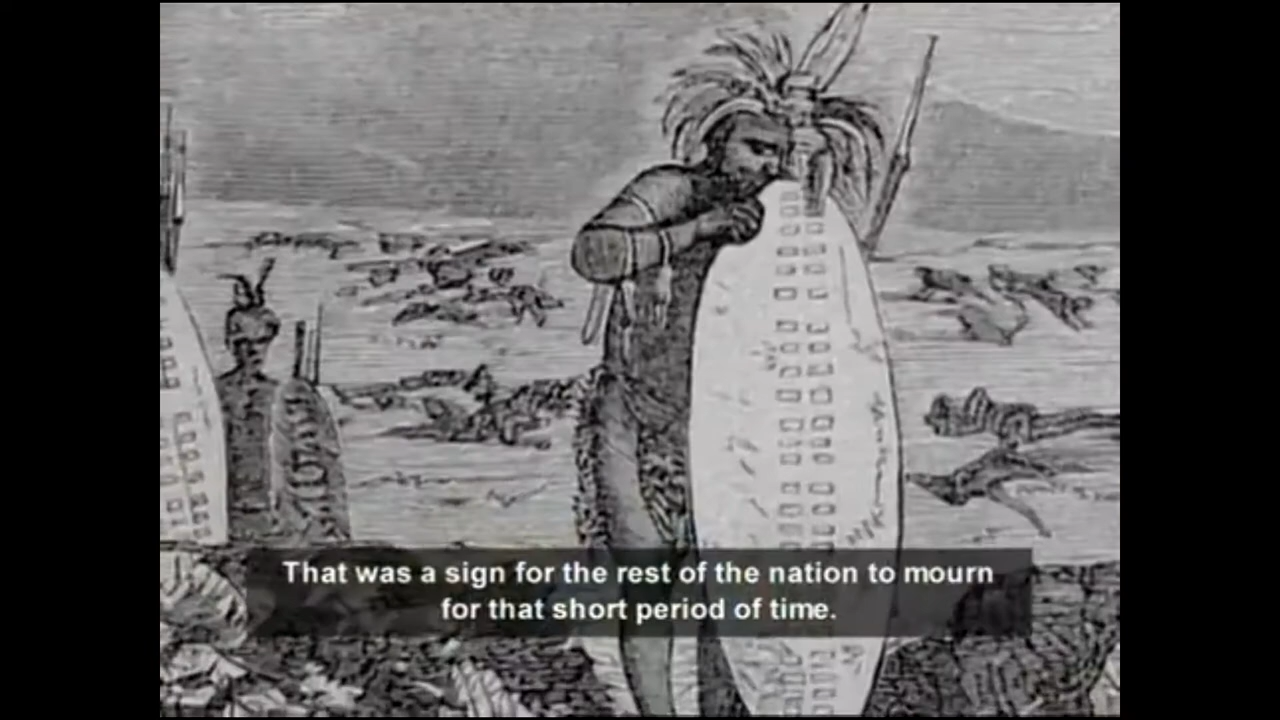 That was a sign for the rest of the nation to mourn
for that short period of time.